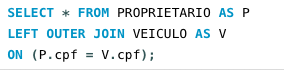 SELECT * FROM PROPRIETARIO AS P
LEFT OUTER JOIN VEICULO AS V
ON (P.cpf = V.cpf);